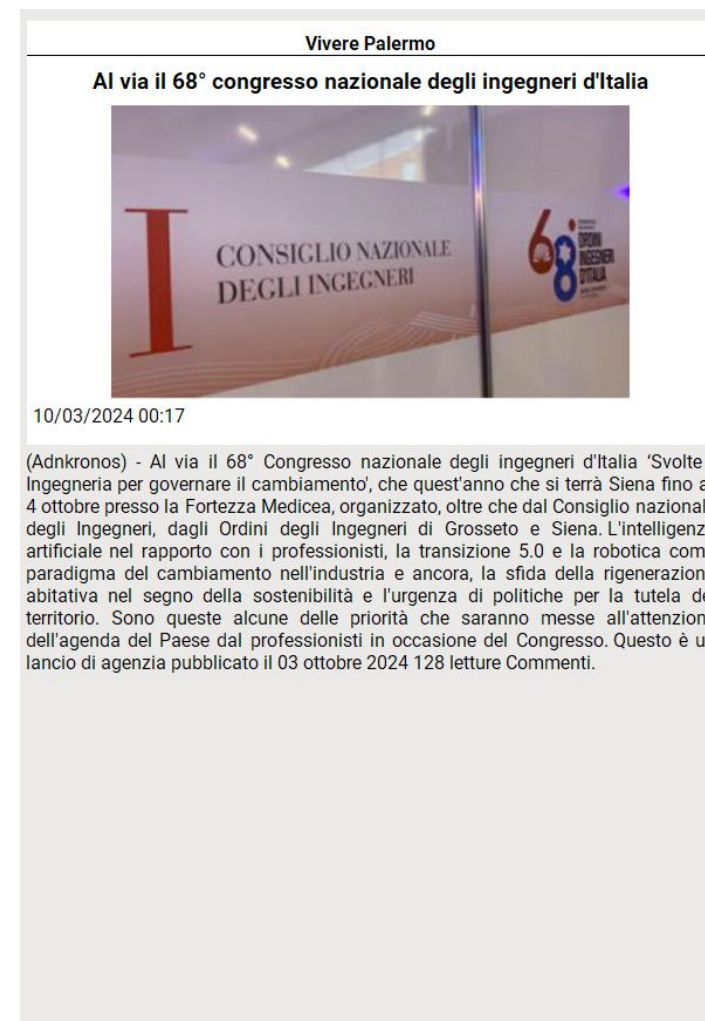 Vivere Palermo
Al via il 68° congresso nazionale degli ingegneri d'Italia
I
CONSIGLIO NAZIONALE
DEGLI INGEGNERI
68°
ORDINI
INGEGNERI
D'ITALIA
10/03/2024 00:17
(Adnkronos) - Al via il 68° Congresso nazionale degli ingegneri d'Italia ‘Svolte
Ingegneria per governare il cambiamento', che quest'anno che si terrà Siena fino a
4 ottobre presso la Fortezza Medicea, organizzato, oltre che dal Consiglio nazional
degli Ingegneri, dagli Ordini degli Ingegneri di Grosseto e Siena. L'intelligenz
artificiale nel rapporto con i professionisti, la transizione 5.0 e la robotica com
paradigma del cambiamento nell'industria e ancora, la sfida della rigenerazion
abitativa nel segno della sostenibilità e l'urgenza di politiche per la tutela de
territorio. Sono queste alcune delle priorità che saranno messe all'attenzion
dell'agenda del Paese dal professionisti in occasione del Congresso. Questo è u
lancio di agenzia pubblicato il 03 ottobre 2024 128 letture Commenti.